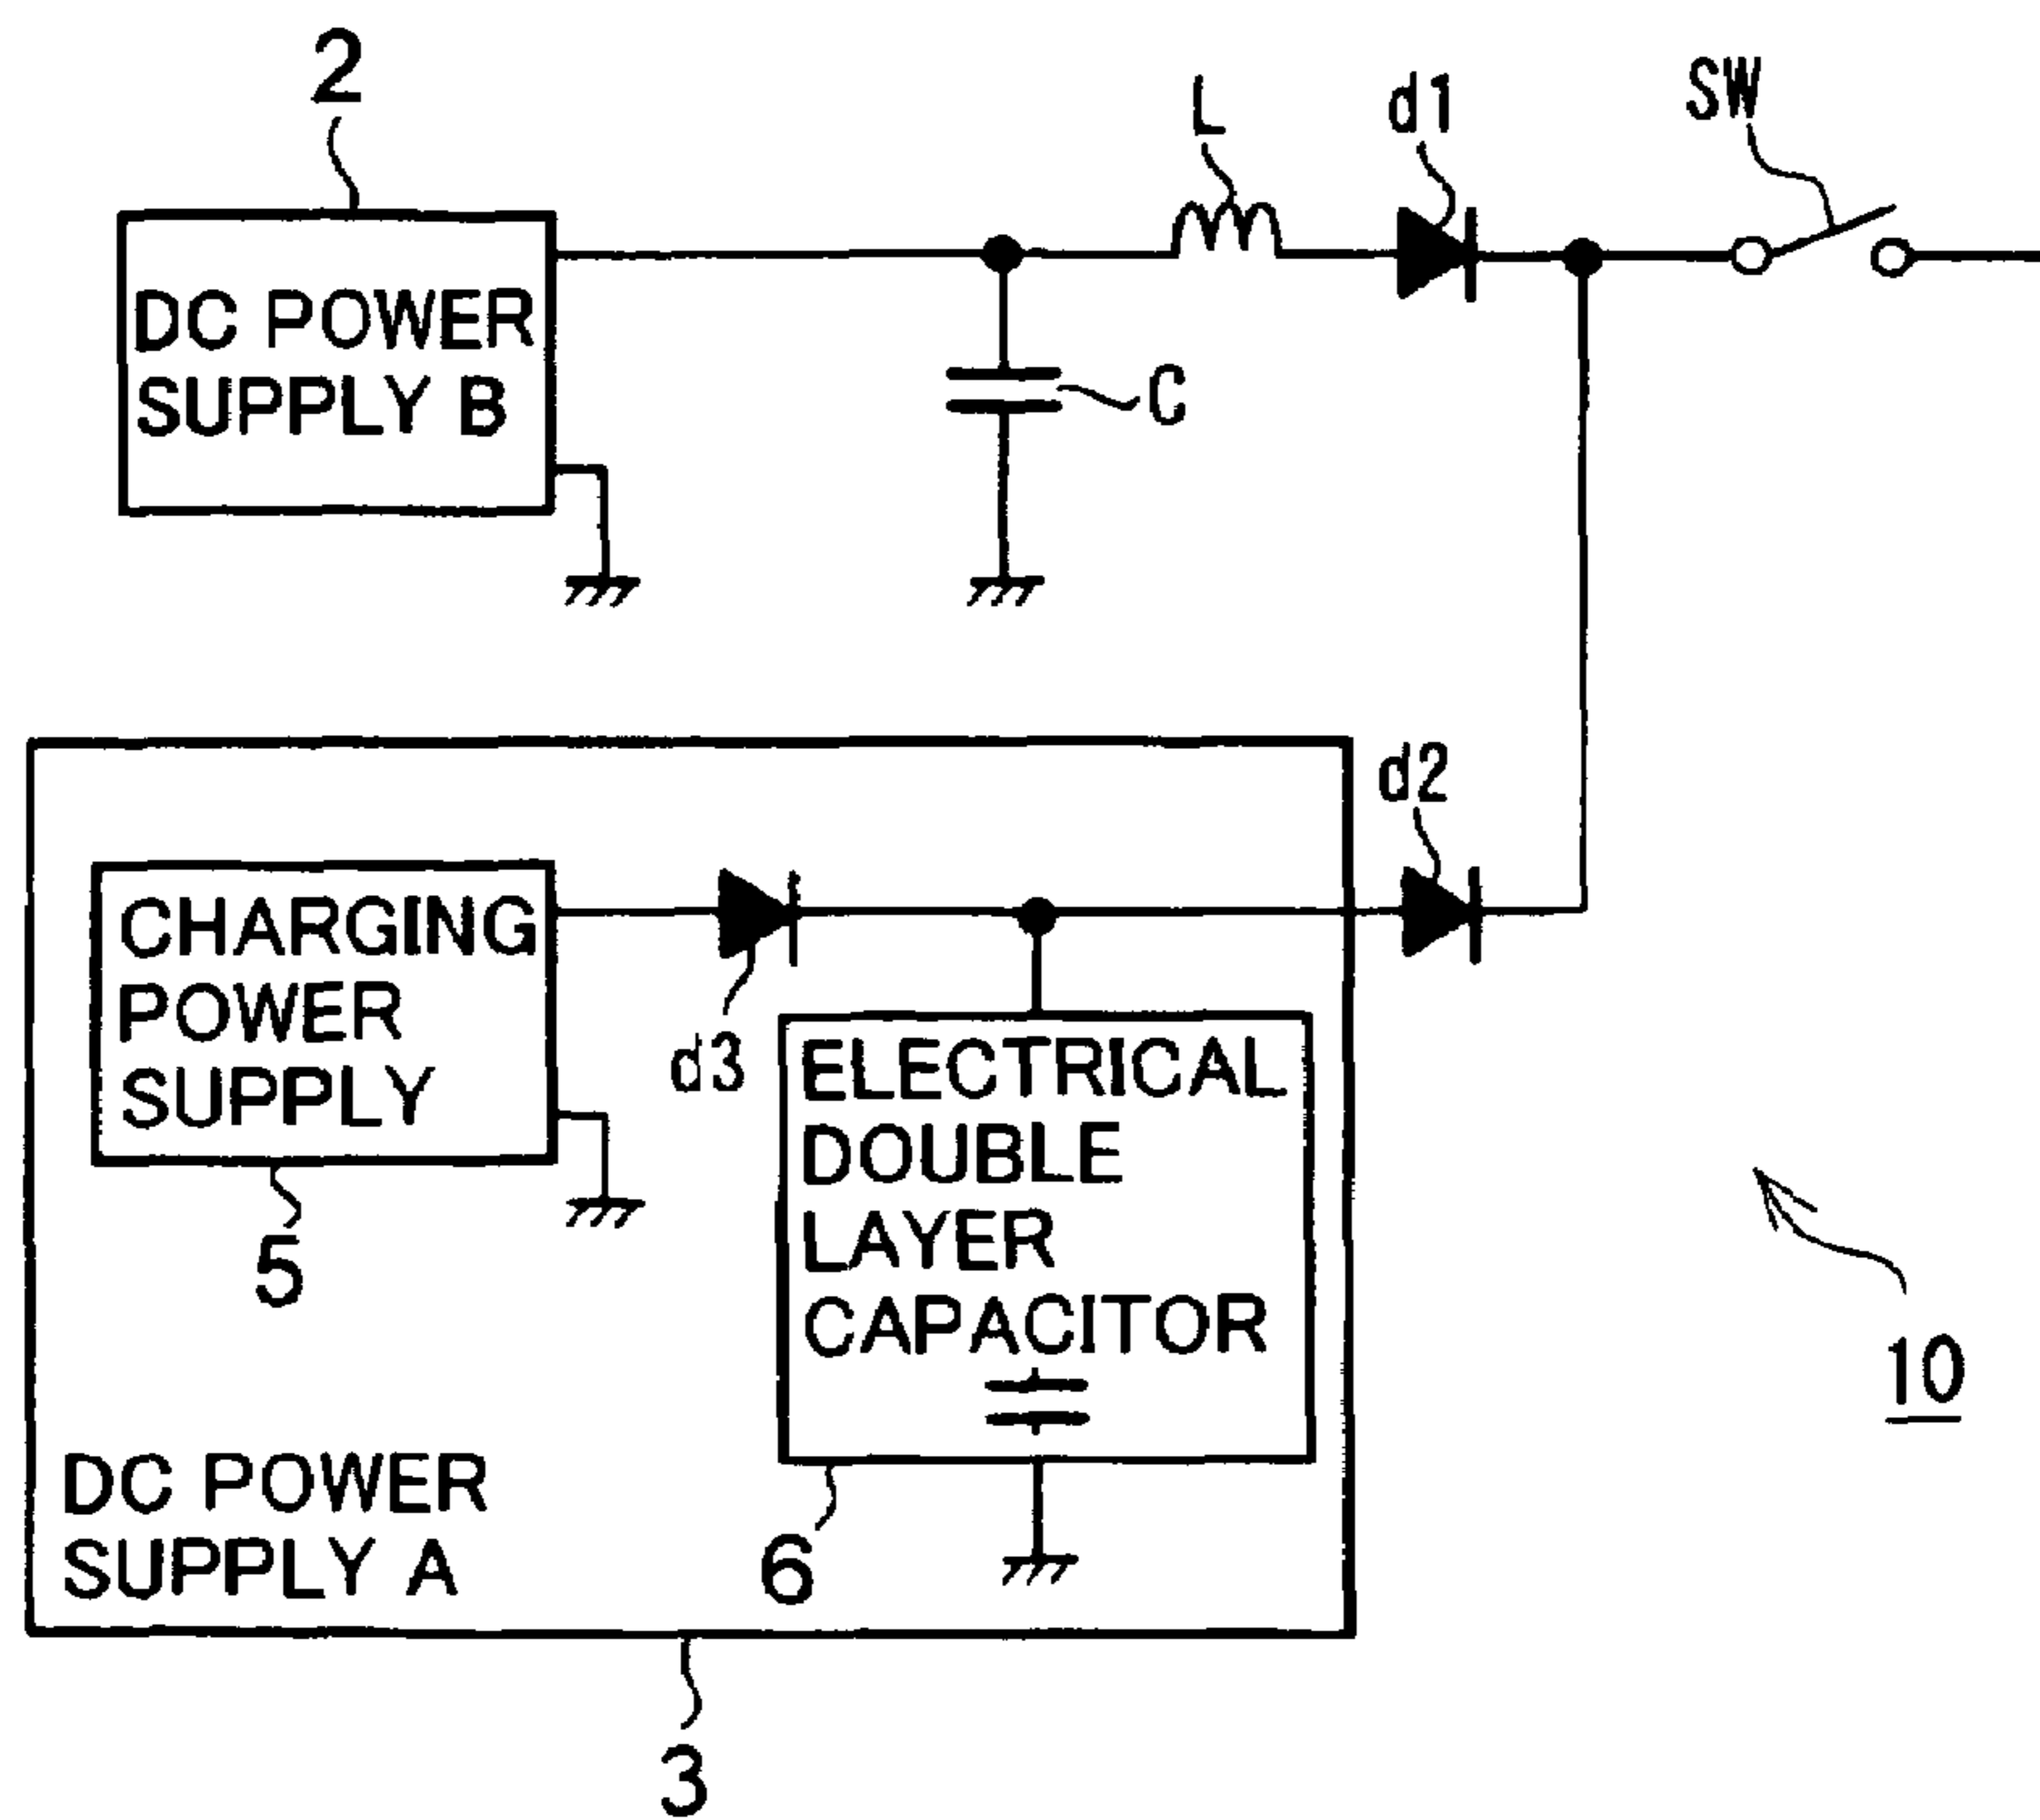 2
L
d1
SW
DC POWER
SUPPLY B
C
d2
CHARGING
POWER
SUPPLY
d3
ELECTRICAL
DOUBLE
LAYER
CAPACITOR
5
10
DC POWER
SUPPLY A
6
3